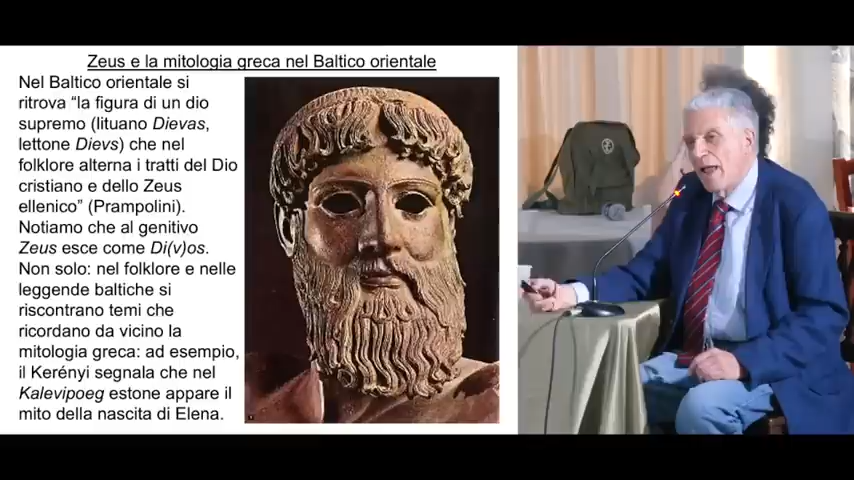 Zeus e la mitologia greca nel Baltico orientale
Nel Baltico orientale si
ritrova “la figura di un dio
supremo (lituano Dievas,
lettone Dievs) che nel
folklore alterna i tratti del Dio
cristiano e dello Zeus
ellenico” (Prampolini).
Notiamo che al genitivo
Zeus esce come Di(v)os.
Non solo: nel folklore e nelle
leggende baltiche si
riscontrano temi che
ricordano da vicino la
mitologia greca: ad esempio,
il Kerényi segnala che nel
Kalevipoeg estone appare il
mito della nascita di Elena.